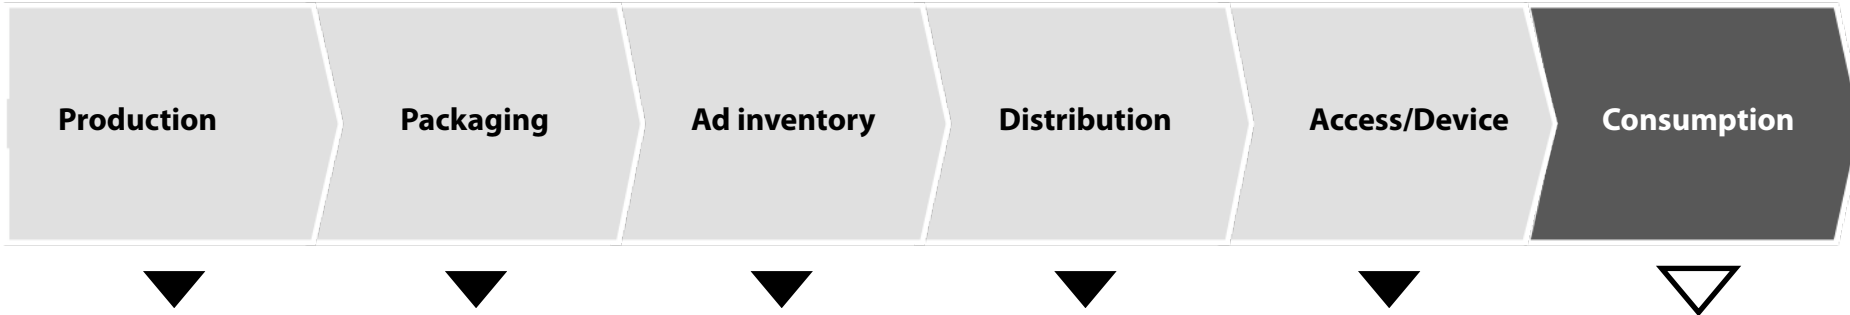 Production
Packaging
Ad inventory
Distribution
Access/Device
Consumption